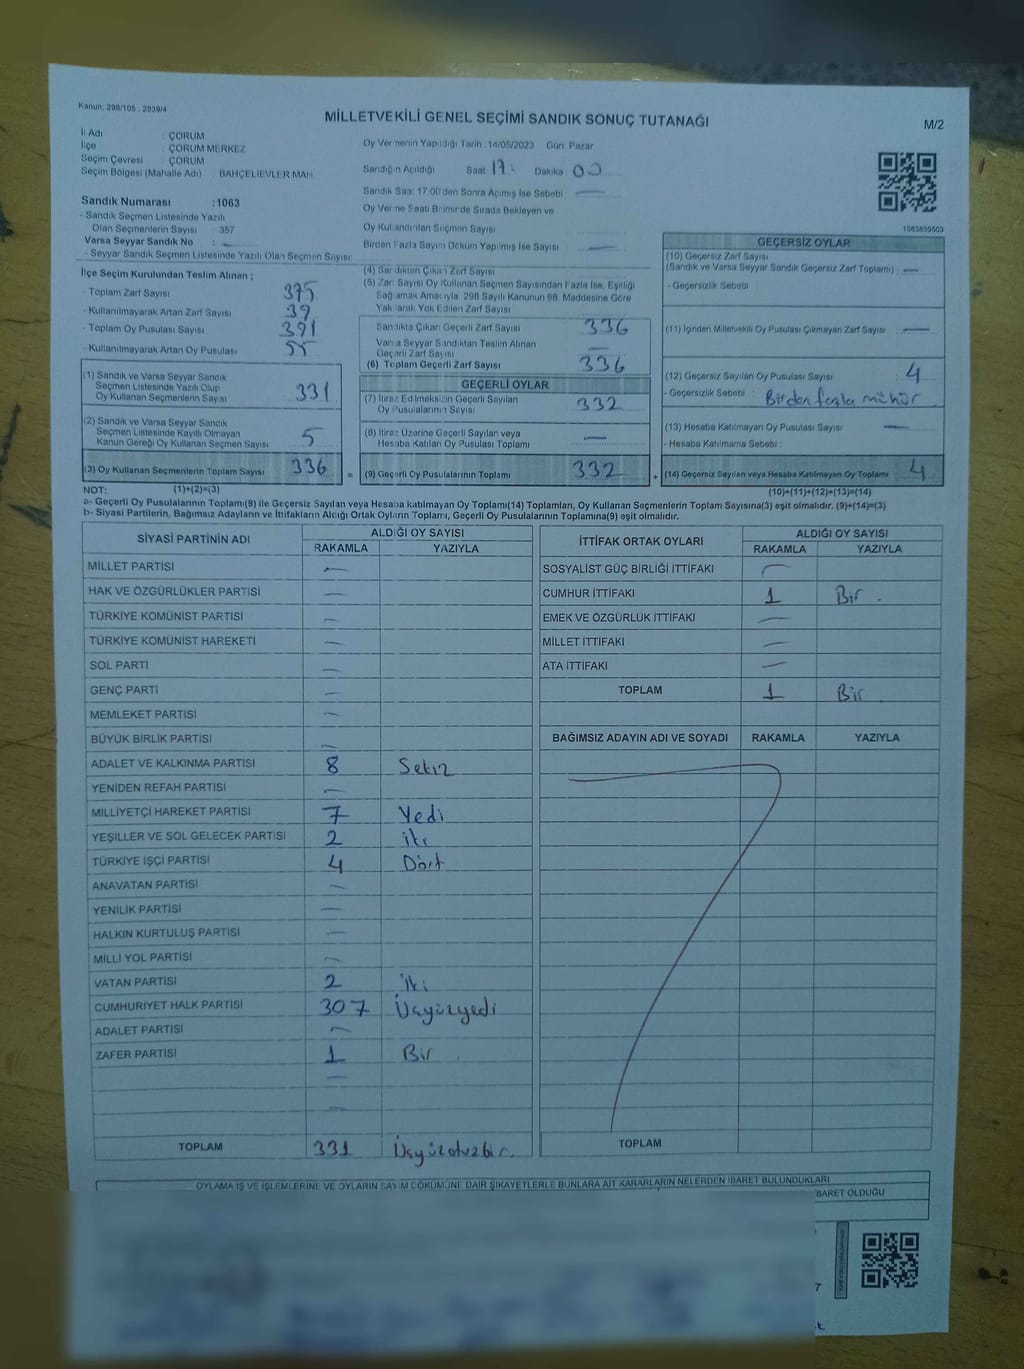 Kanun. 298/105 , 2839/4
MİLLETVEKİLİ GENEL SEÇİMİ SANDIK SONUÇ TUTANAĞI
M/2
İl Adı : ÇORUM
İlçe : ÇORUM MERKEZ
Seçim Çevresi : ÇORUM
Seçim Bölgesi (Mahalle Adı) : BAHÇELİEVLER MAH.
Oy Vermenin Yapıldığı Tarih :14/05/2023 Gün: Pazar
Sandığın Açıldığı Saat: 17: Dakika 00
Sandık Saat 17.00'den Sonra Açılmış İse Sebebi —
Oy Verme Saati Bitiminde Sırada Bekleyen ve
Oy Kullandırılan Seçmen Sayısı
Birden Fazla Sayım Döküm Yapılmış İse Sayısı —
Sandık Numarası : 1063
- Sandık Seçmen Listesinde Yazılı
Olan Seçmenlerin Sayısı : 357
Varsa Seyyar Sandık No : —
- Seyyar Sandık Seçmen Listesinde Yazılı Olan Seçmen Sayısı:
1083659503
İlçe Seçim Kurulundan Teslim Alınan ;
- Toplam Zarf Sayısı 375
- Kullanılmayarak Artan Zarf Sayısı 39
- Toplam Oy Pusulası Sayısı 391
- Kullanılmayarak Artan Oy Pusulası 55
(1) Sandık ve Varsa Seyyar Sandık
Seçmen Listesinde Yazılı Olup
Oy Kullanan Seçmenlerin Sayısı 331
(2) Sandık ve Varsa Seyyar Sandık
Seçmen Listesinde Kayıtlı Olmayan
Kanun Gereği Oy Kullanan Seçmen Sayısı 5
(3) Oy Kullanan Seçmenlerin Toplam Sayısı 336 =
(4) Sandıktan Çıkan Zarf Sayısı
(5) Zarf Sayısı Oy Kullanan Seçmen Sayısından Fazla İse, Eşitliği
Sağlamak Amacıyla 298 Sayılı Kanunun 98. Maddesine Göre
Yakılarak Yok Edilen Zarf Sayısı
Sandıkta Çıkan Geçerli Zarf Sayısı 336
Varsa Seyyar Sandıktan Teslim Alınan
Geçerli Zarf Sayısı —
(6) Toplam Geçerli Zarf Sayısı 336
GEÇERLİ OYLAR
(7) İtiraz Edilmeksizin Geçerli Sayılan
Oy Pusulalarının Sayısı 332
(8) İtiraz Üzerine Geçerli Sayılan veya
Hesaba Katılan Oy Pusulası Toplamı —
(9) Geçerli Oy Pusulalarının Toplamı 332 +
GEÇERSİZ OYLAR
(10) Geçersiz Zarf Sayısı
(Sandık ve Varsa Seyyar Sandık Geçersiz Zarf Toplamı) : —
- Geçersizlik Sebebi :
(11) İçinden Milletvekili Oy Pusulası Çıkmayan Zarf Sayısı : —
(12) Geçersiz Sayılan Oy Pusulası Sayısı : 4
- Geçersizlik Sebebi : Birden fazla mühür
(13) Hesaba Katılmayan Oy Pusulası Sayısı : —
- Hesaba Katılmama Sebebi :
(14) Geçersiz Sayılan veya Hesaba Katılmayan Oy Toplamı 4
NOT: (1)+(2)=(3)
(10)+(11)+(12)+(13)=(14)
a- Geçerli Oy Pusulalarının Toplam(9) ile Geçersiz Sayılan veya Hesaba katılmayan Oy Toplamı(14) Toplamları, Oy Kullanan Seçmenlerin Toplam Sayısına(3) eşit olmalıdır. (9)+(14)=(3)
b- Siyasi Partilerin, Bağımsız Adayların ve İttifakların Aldığı Ortak Oyların Toplamı, Geçerli Oy Pusulalarının Toplamına(9) eşit olmalıdır.
SİYASİ PARTİNİN ADI
ALDIĞI OY SAYISI
RAKAMLA YAZIYLA
MİLLET PARTİSİ —
HAK VE ÖZGÜRLÜKLER PARTİSİ —
TÜRKİYE KOMÜNİST PARTİSİ —
TÜRKİYE KOMÜNİST HAREKETİ —
SOL PARTİ —
GENÇ PARTİ —
MEMLEKET PARTİSİ —
BÜYÜK BİRLİK PARTİSİ —
ADALET VE KALKINMA PARTİSİ 8 Sekiz
YENİDEN REFAH PARTİSİ —
MİLLİYETÇİ HAREKET PARTİSİ 7 Yedi
YEŞİLLER VE SOL GELECEK PARTİSİ 2 iki
TÜRKİYE İŞÇİ PARTİSİ 4 Dört
ANAVATAN PARTİSİ —
YENİLİK PARTİSİ —
HALKIN KURTULUŞ PARTİSİ —
MİLLİ YOL PARTİSİ —
VATAN PARTİSİ 2 iki
CUMHURİYET HALK PARTİSİ 307 Üçyüzyedi
ADALET PARTİSİ —
ZAFER PARTİSİ 1 Bir
—
—
TOPLAM 331 Üçyüzotuzbir.
İTTİFAK ORTAK OYLARI
ALDIĞI OY SAYISI
RAKAMLA YAZIYLA
SOSYALİST GÜÇ BİRLİĞİ İTTİFAKI —
CUMHUR İTTİFAKI 1 Bir .
EMEK VE ÖZGÜRLÜK İTTİFAKI —
MİLLET İTTİFAKI —
ATA İTTİFAKI —
TOPLAM 1 Bir
BAĞIMSIZ ADAYIN ADI VE SOYADI RAKAMLA YAZIYLA
TOPLAM
OYLAMA İŞ VE İŞLEMLERİNE VE OYLARIN SAYIM DÖKÜMÜNE DAİR ŞİKAYETLERLE BUNLARA AİT KARARLARIN NELERDEN İBARET BULUNDUKLARI
BARET OLDUĞU